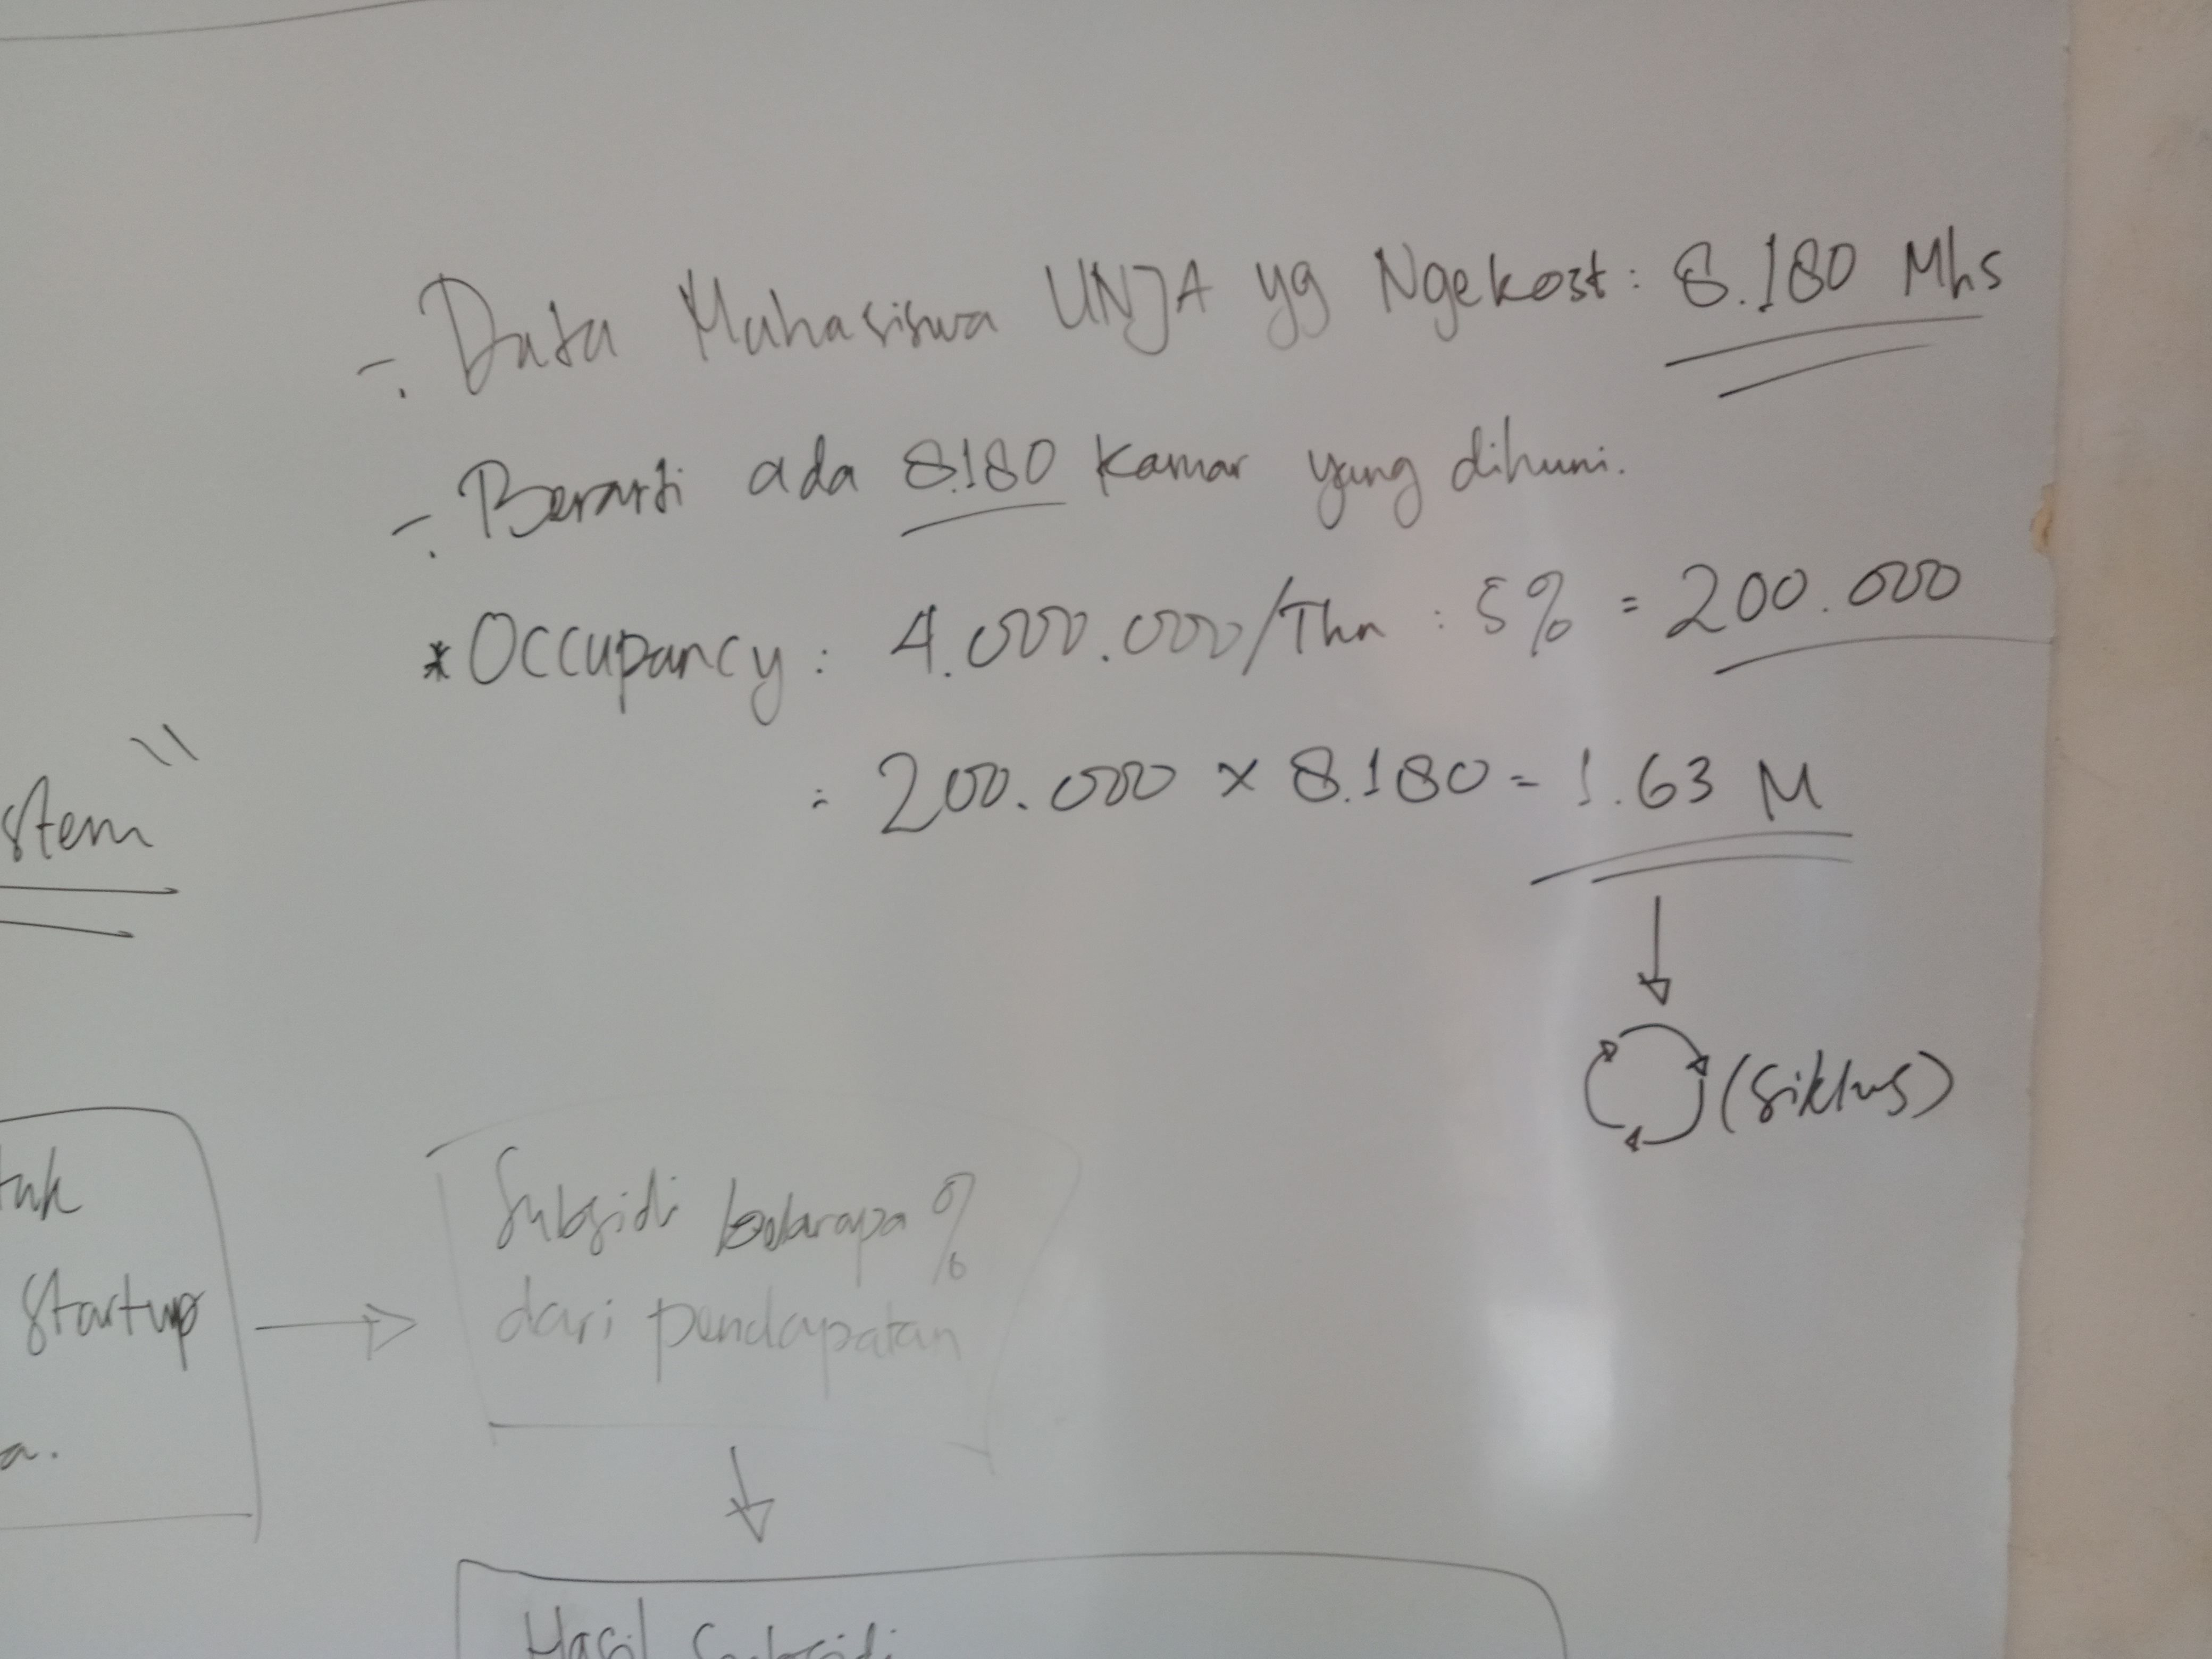 -. Data Mahasiswa UNJA yg Ngekost : 8.180 Mhs
-. Berarti ada 8.180 Kamar yang dihuni.
* Occupancy : 4.000.000/Thn : 5% = 200.000
= 200.000 x 8.180 = 1.63 M
(Siklus)
stem"
tuk
Startup
a.
Subsidi beberapa %
dari pendapatan
Hasil Subsidi